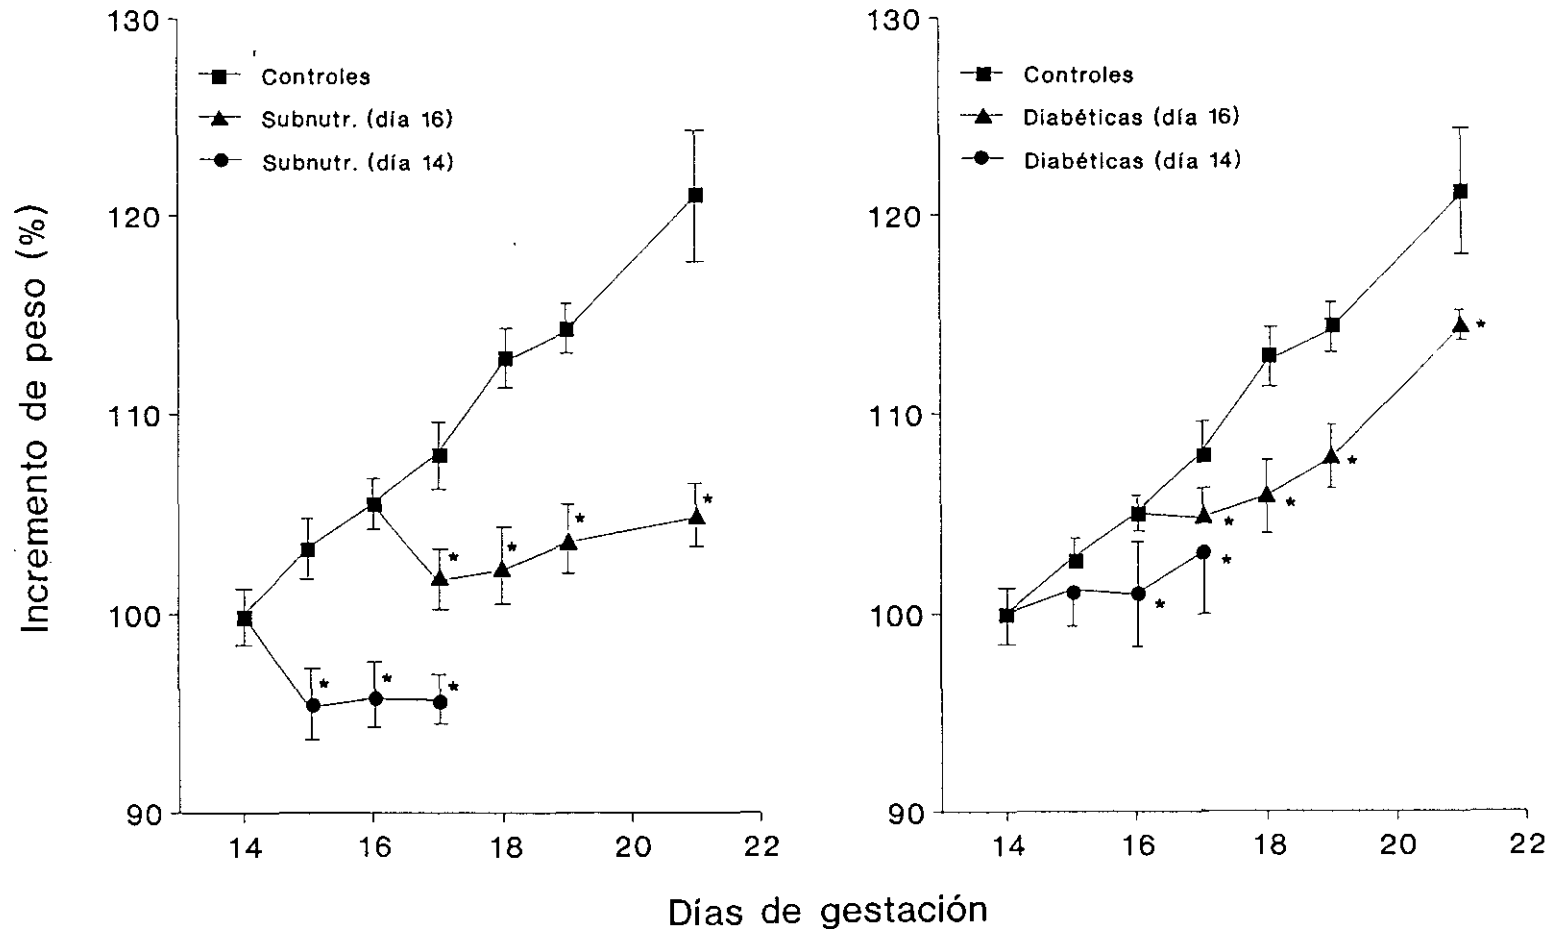 Incremento de peso (%)
130
120
110
100
90
Controles
Subnutr. (día 16)
Subnutr. (día 14)
* * * *
* * *
14 16 18 20 22
130
120
110
100
90
Controles
Diabéticas (día 16)
Diabéticas (día 14)
* * * *
* *
14 16 18 20 22
Días de gestación